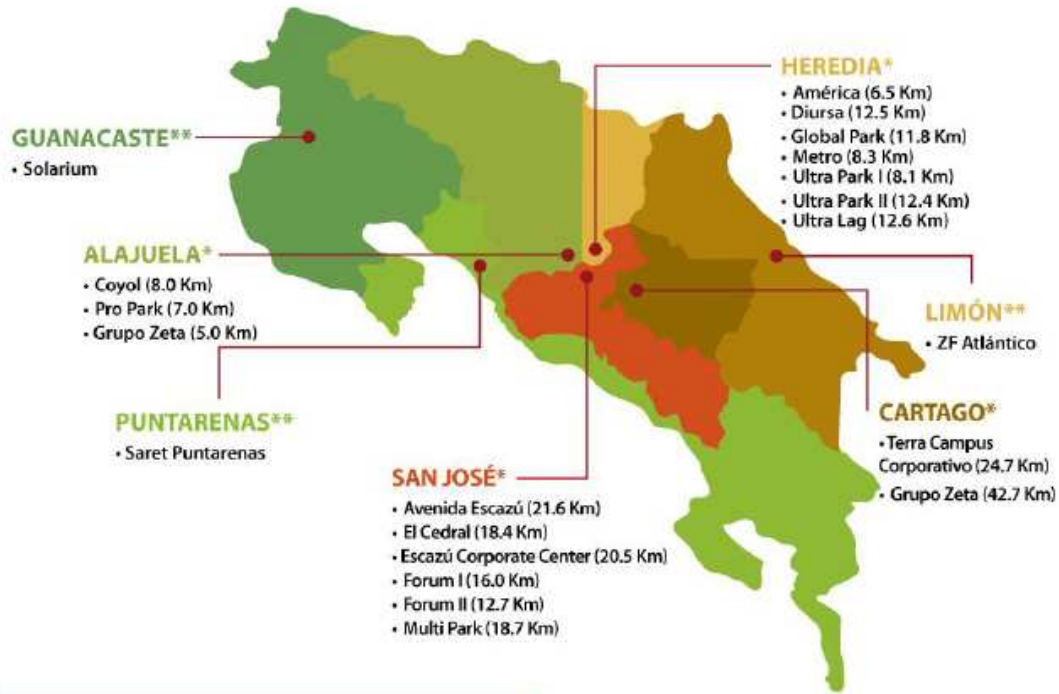 HEREDIA*
• América (6.5 Km)
• Diursa (12.5 Km)
• Global Park (11.8 Km)
• Metro (8.3 Km)
• Ultra Park I (8.1 Km)
• Ultra Park II (12.4 Km)
• Ultra Lag (12.6 Km)
GUANACASTE**
• Solarium
ALAJUELA*
• Coyol (8.0 Km)
• Pro Park (7.0 Km)
• Grupo Zeta (5.0 Km)
LIMÓN**
• ZF Atlántico
PUNTARENAS**
• Saret Puntarenas
CARTAGO*
• Terra Campus
Corporativo (24.7 Km)
• Grupo Zeta (42.7 Km)
SAN JOSÉ*
• Avenida Escazú (21.6 Km)
• El Cedral (18.4 Km)
• Escazú Corporate Center (20.5 Km)
• Forum I (16.0 Km)
• Forum II (12.7 Km)
• Multi Park (18.7 Km)